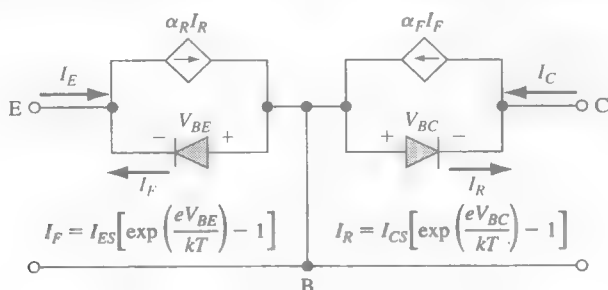 α_R I_R α_F I_F
I_E I_C
E − V_BE + + V_BC − C
I_F I_R
I_F = I_ES [exp (eV_BE / kT) − 1] I_R = I_CS [exp (eV_BC / kT) − 1]
B